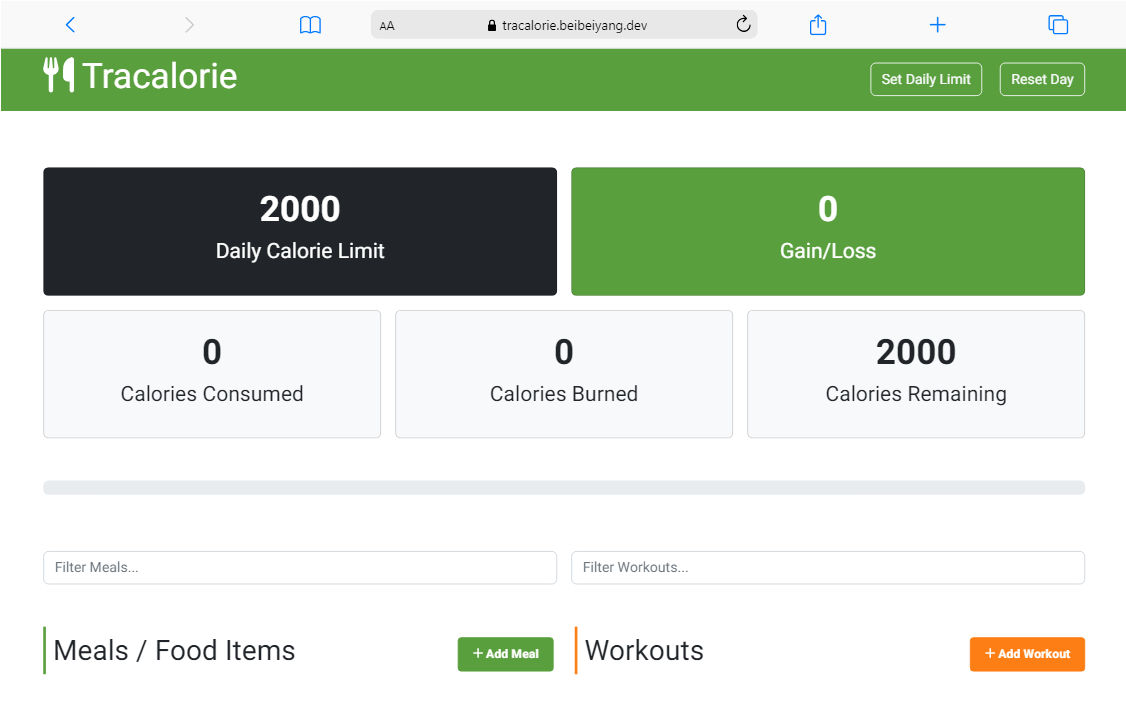 AA
tracalorie.beibeiyang.dev
Tracalorie
Set Daily Limit
Reset Day
2000
Daily Calorie Limit
0
Gain/Loss
0
Calories Consumed
0
Calories Burned
2000
Calories Remaining
Filter Meals...
Filter Workouts...
Meals / Food Items
+ Add Meal
Workouts
+ Add Workout